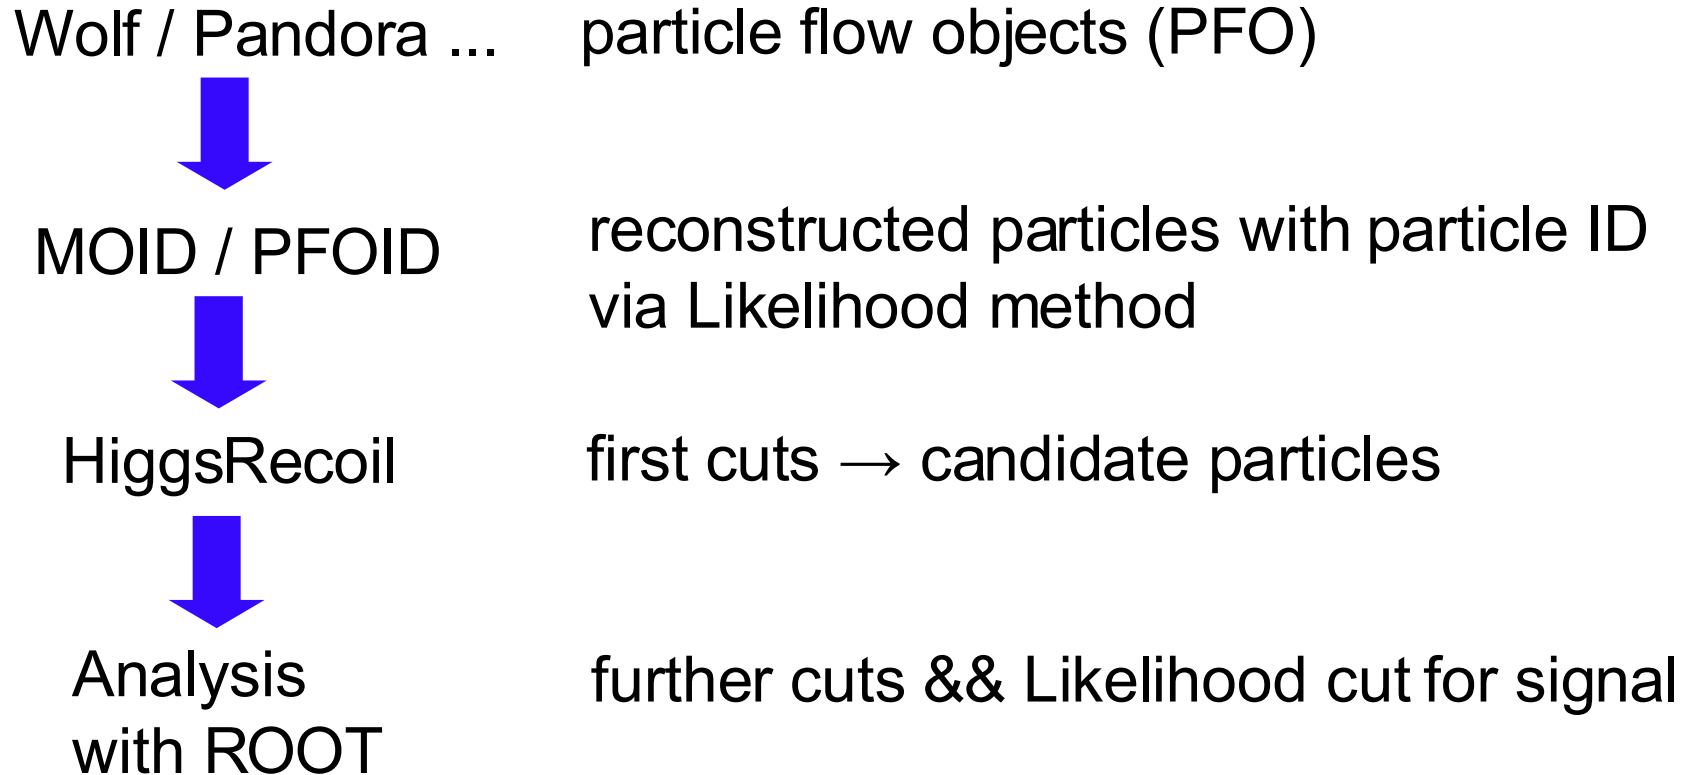 Wolf / Pandora ... particle flow objects (PFO)
MOID / PFOID
reconstructed particles with particle ID
via Likelihood method
HiggsRecoil first cuts → candidate particles
Analysis
with ROOT
further cuts && Likelihood cut for signal